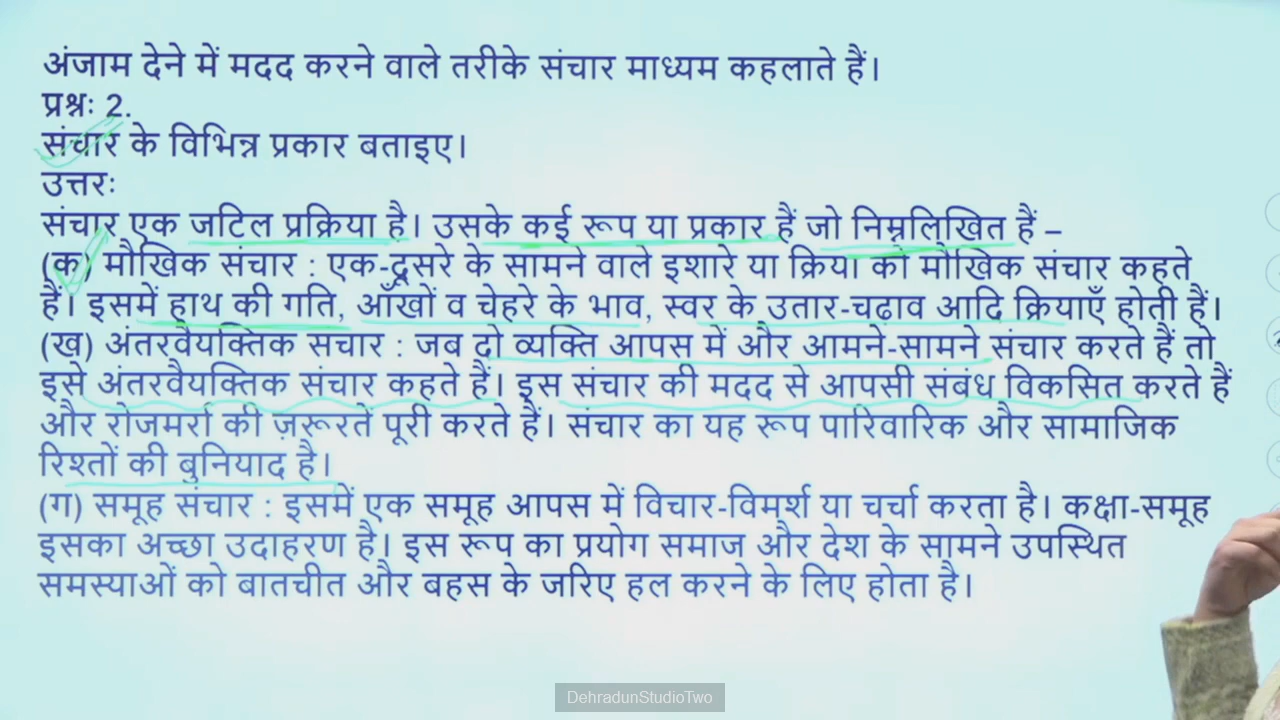 अंजाम देने में मदद करने वाले तरीके संचार माध्यम कहलाते हैं।
प्रश्नः 2.
संचार के विभिन्न प्रकार बताइए।
उत्तरः
संचार एक जटिल प्रक्रिया है। उसके कई रूप या प्रकार हैं जो निम्नलिखित हैं –
(क) मौखिक संचार : एक-दूसरे के सामने वाले इशारे या क्रिया को मौखिक संचार कहते
हैं। इसमें हाथ की गति, आँखों व चेहरे के भाव, स्वर के उतार-चढ़ाव आदि क्रियाएँ होती हैं।
(ख) अंतरवैयक्तिक संचार : जब दो व्यक्ति आपस में और आमने-सामने संचार करते हैं तो
इसे अंतरवैयक्तिक संचार कहते हैं। इस संचार की मदद से आपसी संबंध विकसित करते हैं
और रोजमर्रा की ज़रूरतें पूरी करते हैं। संचार का यह रूप पारिवारिक और सामाजिक
रिश्तों की बुनियाद है।
(ग) समूह संचार : इसमें एक समूह आपस में विचार-विमर्श या चर्चा करता है। कक्षा-समूह
इसका अच्छा उदाहरण है। इस रूप का प्रयोग समाज और देश के सामने उपस्थित
समस्याओं को बातचीत और बहस के जरिए हल करने के लिए होता है।
DehradunStudioTwo